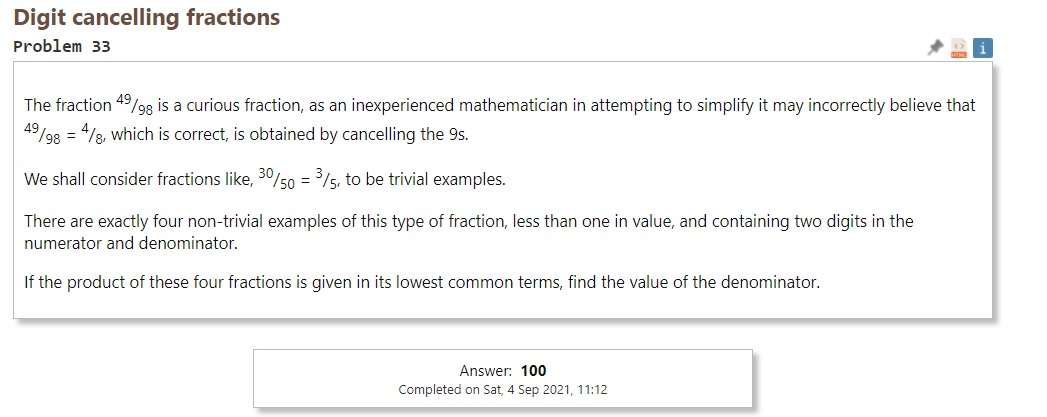 Digit cancelling fractions
Problem 33
The fraction 49/98 is a curious fraction, as an inexperienced mathematician in attempting to simplify it may incorrectly believe that
49/98 = 4/8, which is correct, is obtained by cancelling the 9s.
We shall consider fractions like, 30/50 = 3/5, to be trivial examples.
There are exactly four non-trivial examples of this type of fraction, less than one in value, and containing two digits in the
numerator and denominator.
If the product of these four fractions is given in its lowest common terms, find the value of the denominator.
Answer: 100
Completed on Sat, 4 Sep 2021, 11:12